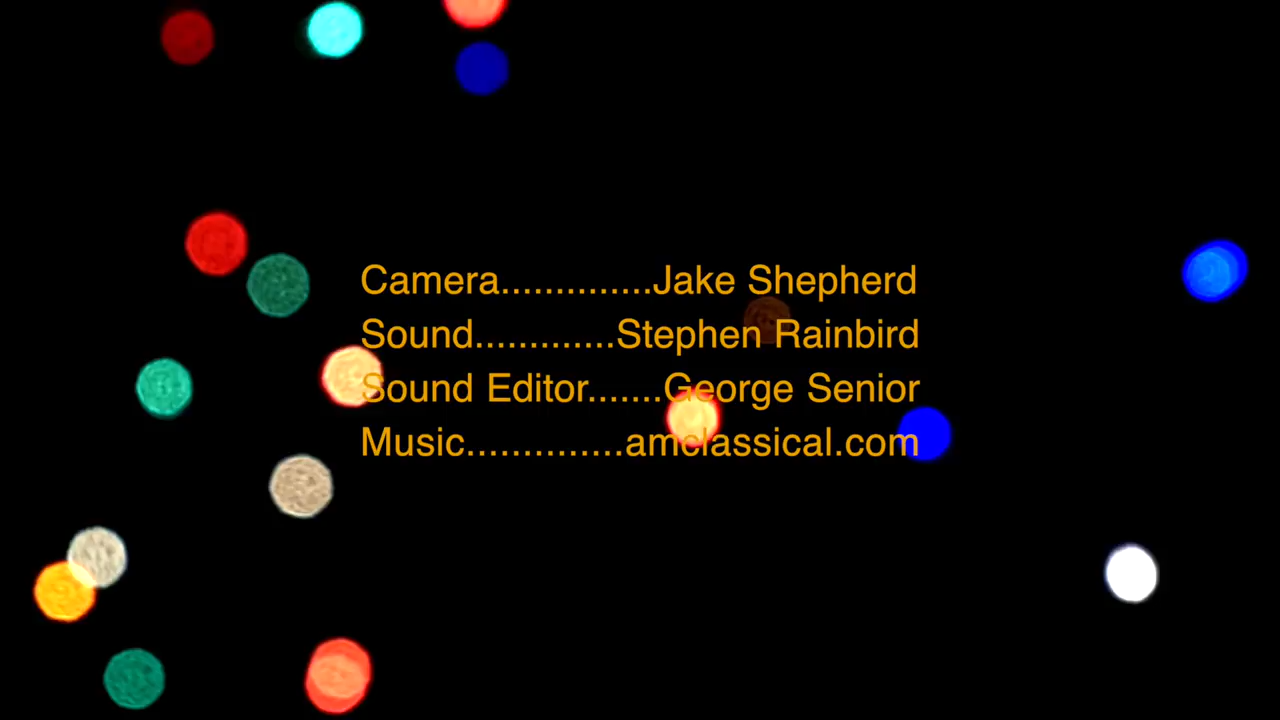 Camera..............Jake Shepherd
Sound.............Stephen Rainbird
Sound Editor.......George Senior
Music..............amclassical.com